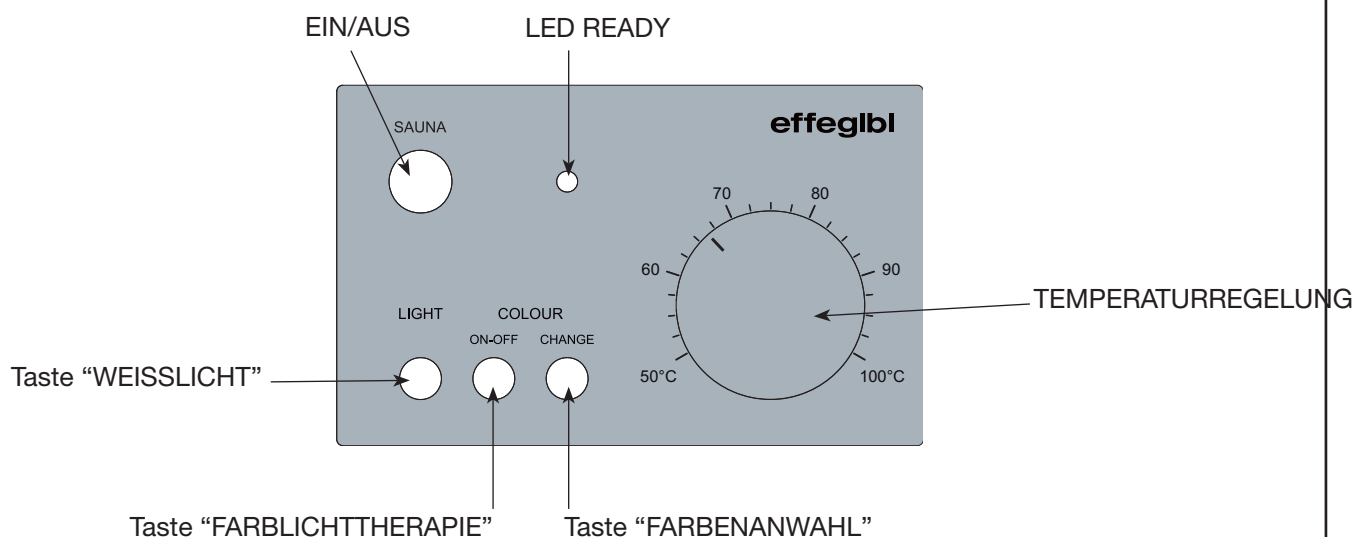 EIN/AUS
LED READY
SAUNA
effegibi
70
80
60
90
TEMPERATURREGELUNG
LIGHT
COLOUR
ON-OFF
CHANGE
50°C
100°C
Taste “WEISSLICHT”
Taste “FARBLICHTTHERAPIE”
Taste “FARBENANWAHL”